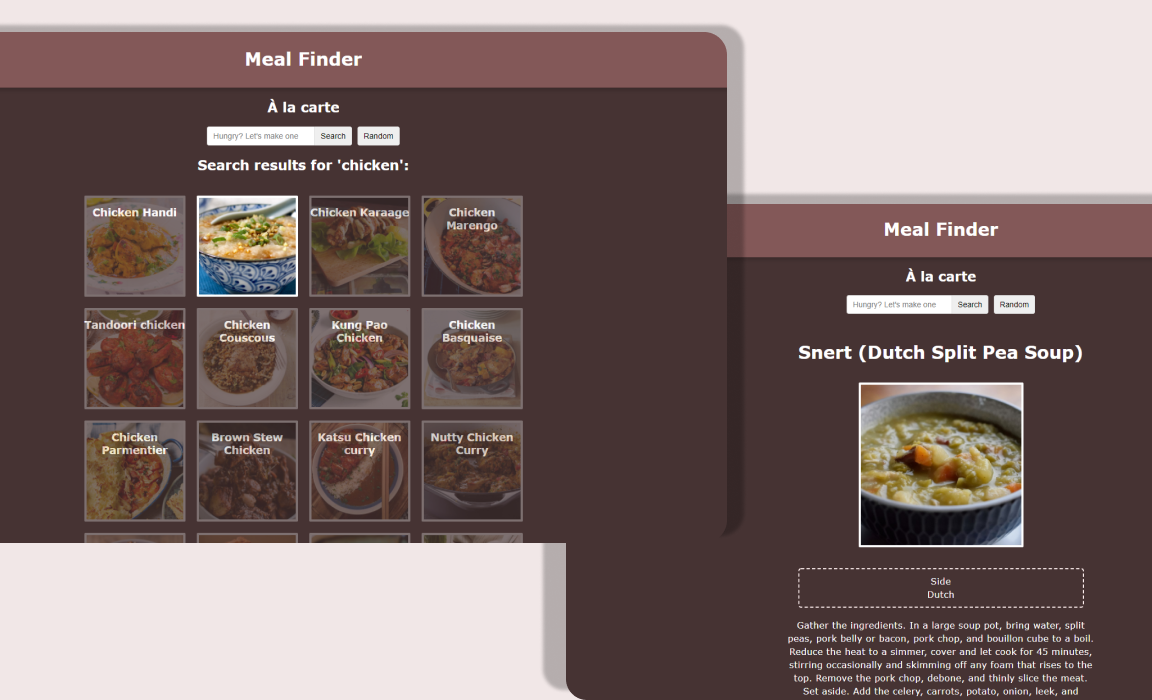 Meal Finder
À la carte
Hungry? Let's make one
Search
Random
Search results for 'chicken':
Chicken Handi
Chicken Karaage
Chicken
Marengo
Tandoori chicken
Chicken
Couscous
Kung Pao
Chicken
Chicken
Basquaise
Chicken
Parmentier
Brown Stew
Chicken
Katsu Chicken
curry
Nutty Chicken
Curry
Meal Finder
À la carte
Hungry? Let's make one
Search
Random
Snert (Dutch Split Pea Soup)
Side
Dutch
Gather the ingredients. In a large soup pot, bring water, split
peas, pork belly or bacon, pork chop, and bouillon cube to a boil.
Reduce the heat to a simmer, cover and let cook for 45 minutes,
stirring occasionally and skimming off any foam that rises to the
top. Remove the pork chop, debone, and thinly slice the meat.
Set aside. Add the celery, carrots, potato, onion, leek, and